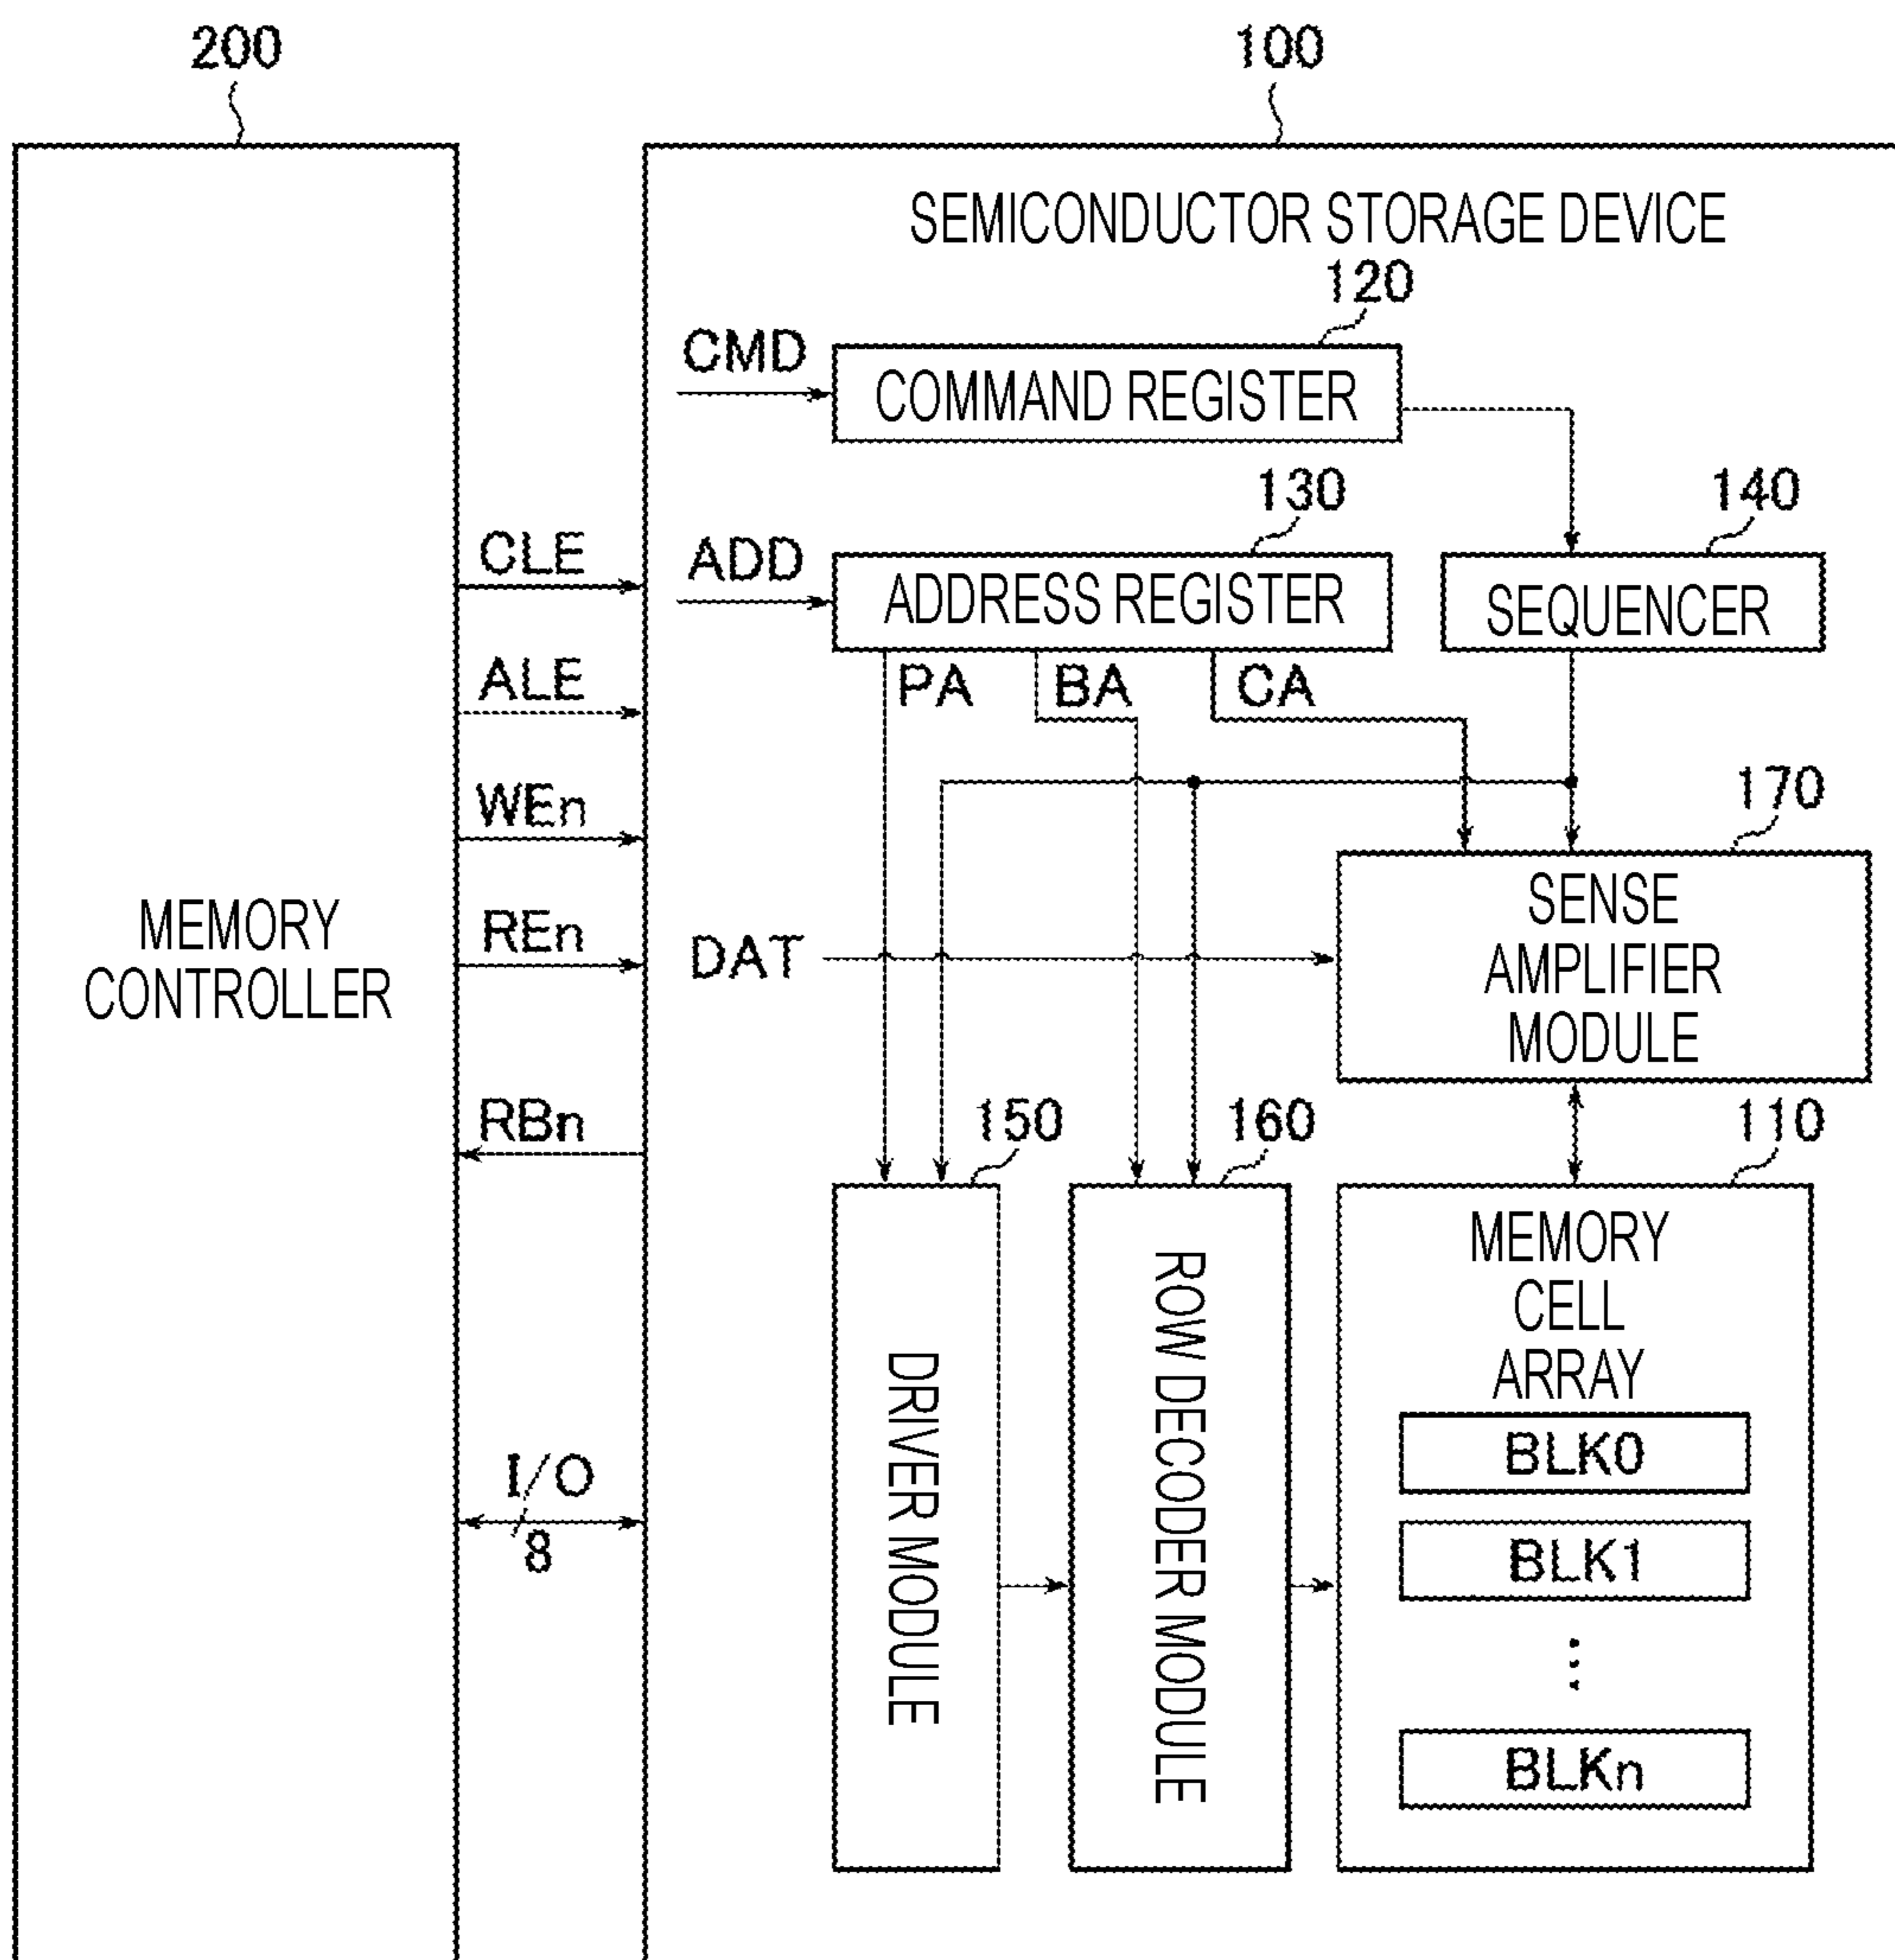 200
100
SEMICONDUCTOR STORAGE DEVICE
120
CMD
COMMAND REGISTER
130
140
CLE
ADD
ADDRESS REGISTER
SEQUENCER
ALE
PA
BA
CA
WEn
170
MEMORY
CONTROLLER
REn
DAT
SENSE
AMPLIFIER
MODULE
RBn
150
160
110
DRIVER MODULE
ROW DECODER MODULE
MEMORY
CELL
ARRAY
BLK0
I/O
8
BLK1
⋮
BLKn